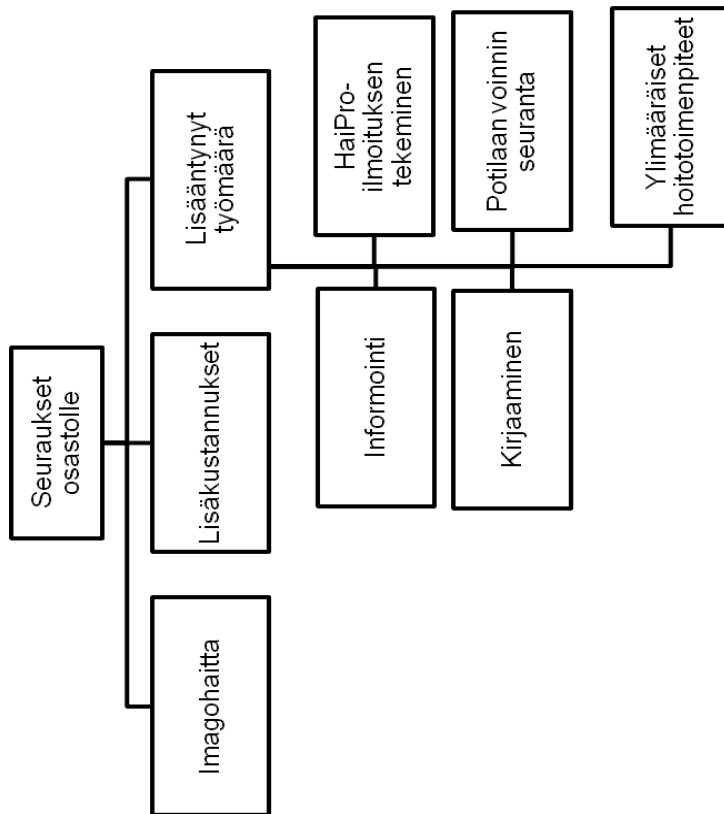 Seuraukset
osastolle
Imagohaitta
Lisäkustannukset
Lisääntynyt
työmäärä
Informointi
HaiPro-
ilmoituksen
tekeminen
Kirjaaminen
Potilaan voinnin
seuranta
Ylimääräiset
hoitotoimenpiteet